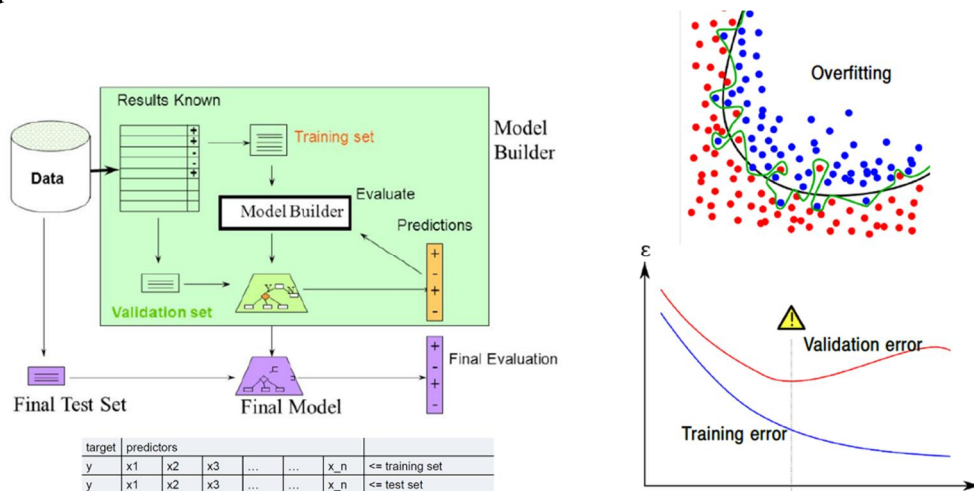 Results Known
+
+
-
-
+
Training set
Model
Builder
Data
Evaluate
Model Builder
Predictions
+
-
+
-
Validation set
Final Test Set
Final Model
+
-
+
-
Final Evaluation
target predictors
y x1 x2 x3 ... ... x_n <= training set
y x1 x2 x3 ... ... x_n <= test set
Overfitting
ε
!
Validation error
Training error